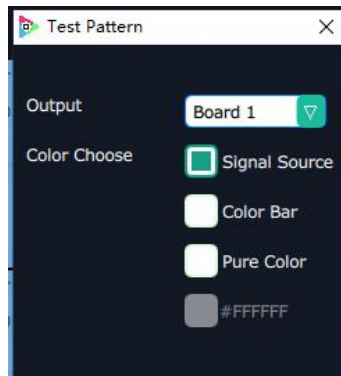 Test Pattern
Output
Board 1
Color Choose
Signal Source
Color Bar
Pure Color
#FFFFFF